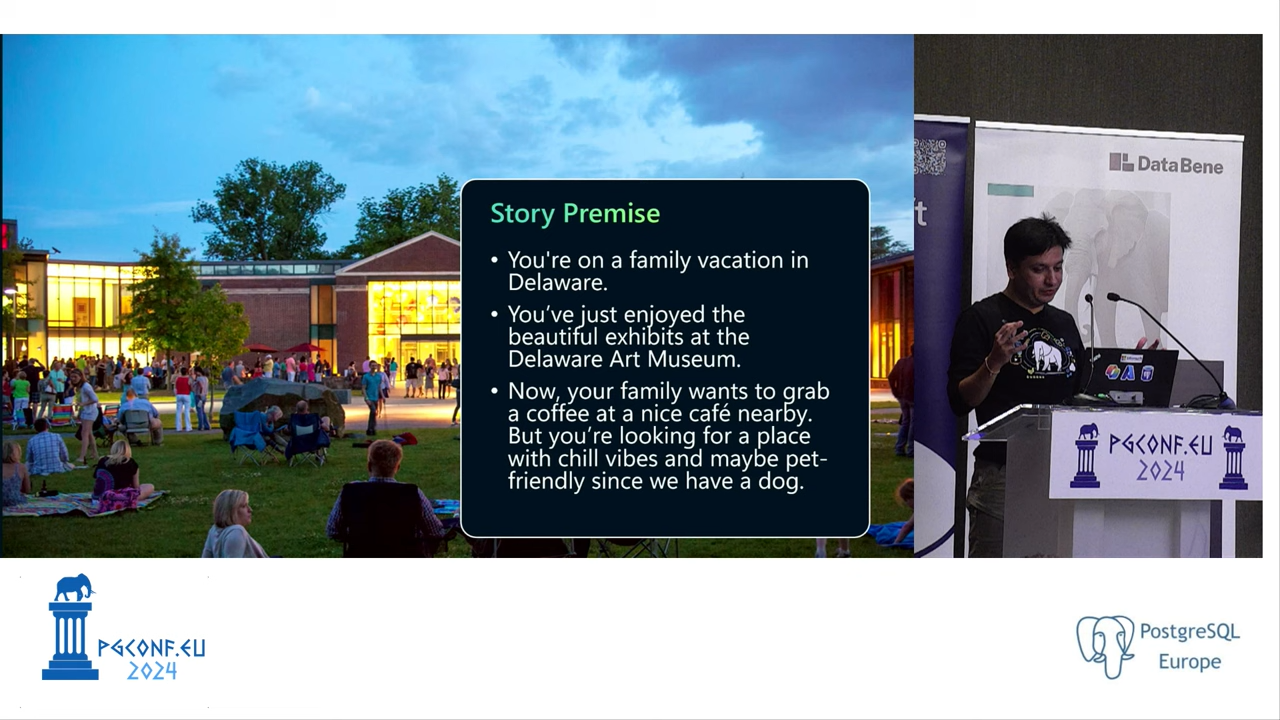 Story Premise
• You're on a family vacation in
Delaware.
• You've just enjoyed the
beautiful exhibits at the
Delaware Art Museum.
• Now, your family wants to grab
a coffee at a nice café nearby.
But you're looking for a place
with chill vibes and maybe pet-
friendly since we have a dog.
t
Data Bene
PGCONF.EU
2024
PGCONF.EU
2024
PostgreSQL
Europe